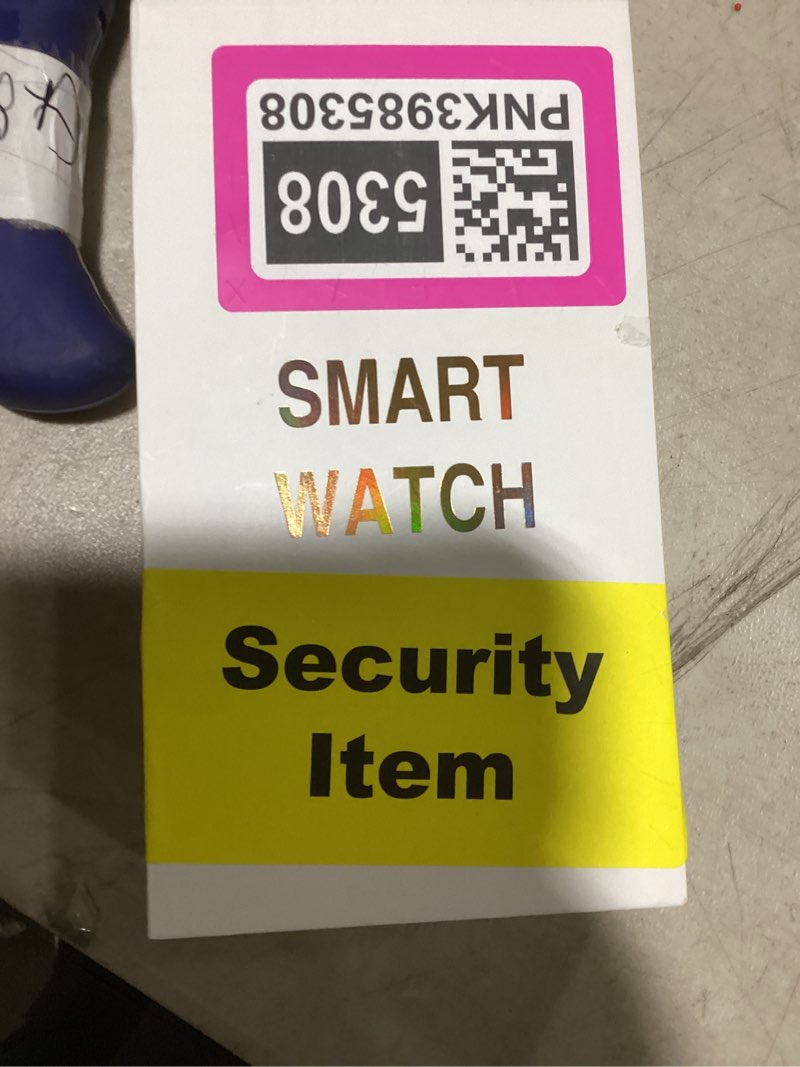 PNK3985308
5308
SMART
WATCH
Security
Item